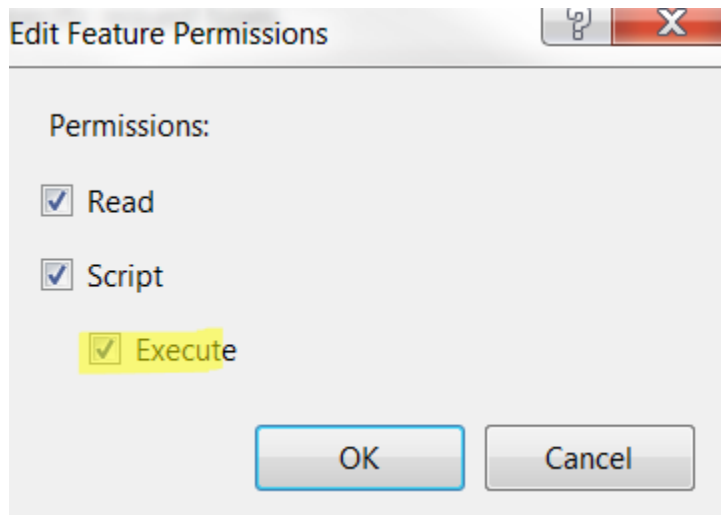 Edit Feature Permissions
Permissions:
Read
Script
Execute
OK
Cancel